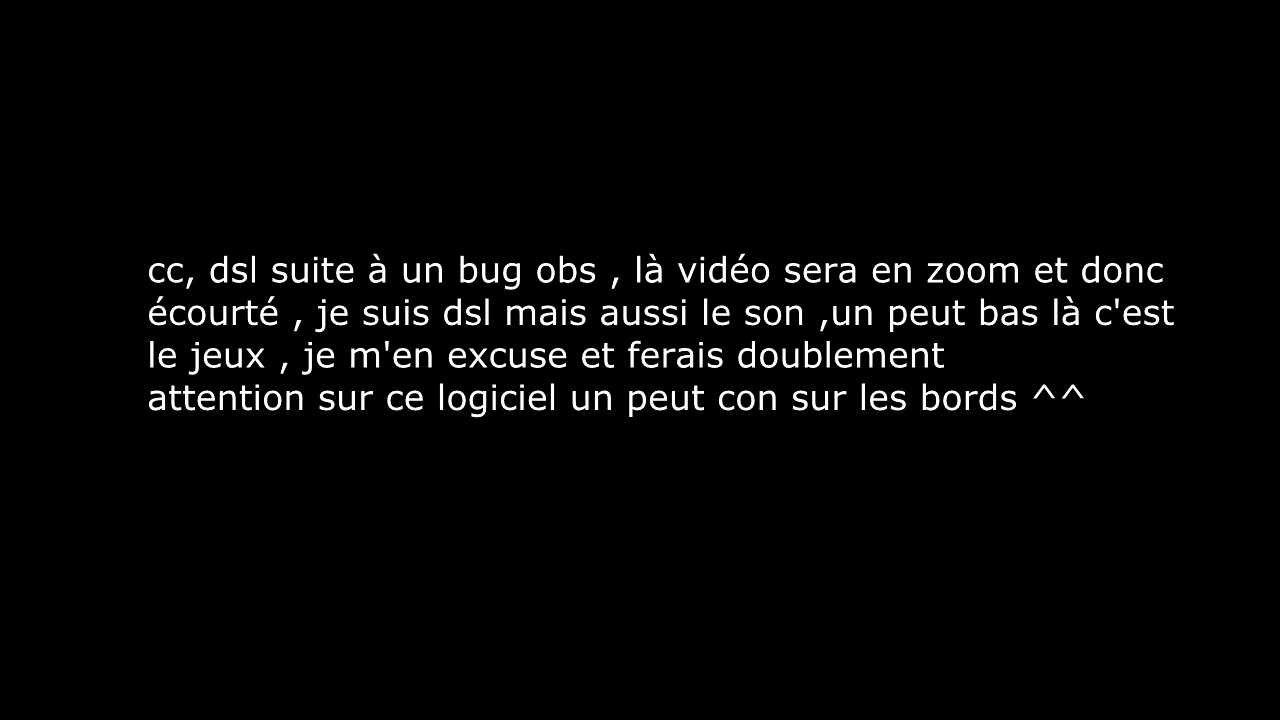 cc, dsl suite à un bug obs , là vidéo sera en zoom et donc
écourté , je suis dsl mais aussi le son ,un peut bas là c'est
le jeux , je m'en excuse et ferais doublement
attention sur ce logiciel un peut con sur les bords ^^